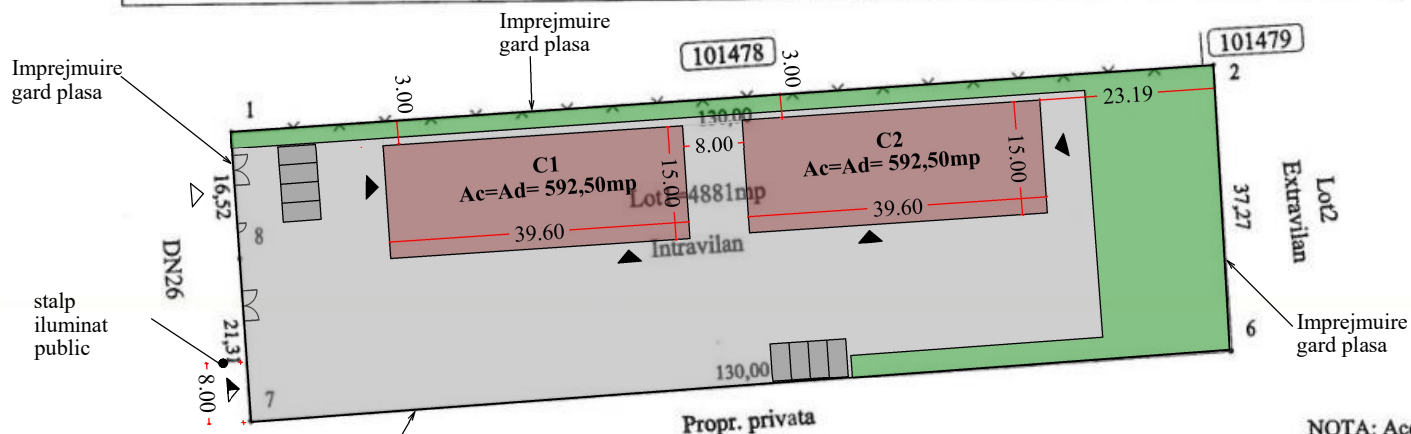 Imprejmuire
gard plasa
Imprejmuire
gard plasa
101478
101479
1
2
3.00
3.00
130,00
23.19
C1
Ac=Ad= 592,50mp
8.00
C2
Ac=Ad= 592,50mp
15.00
15.00
39.60
39.60
4881mp
Intravilan
16,52
8
DN26
21,31
37,27
Lot2
Extravilan
stalp
iluminat
public
8.00
7
6
130,00
Imprejmuire
gard plasa
Propr. privata
NOTA: